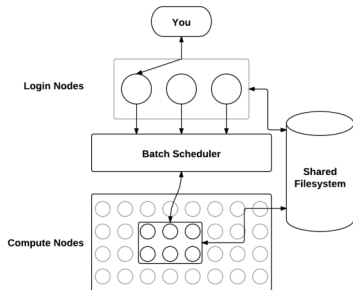 You
Login Nodes
Batch Scheduler
Shared
Filesystem
Compute Nodes